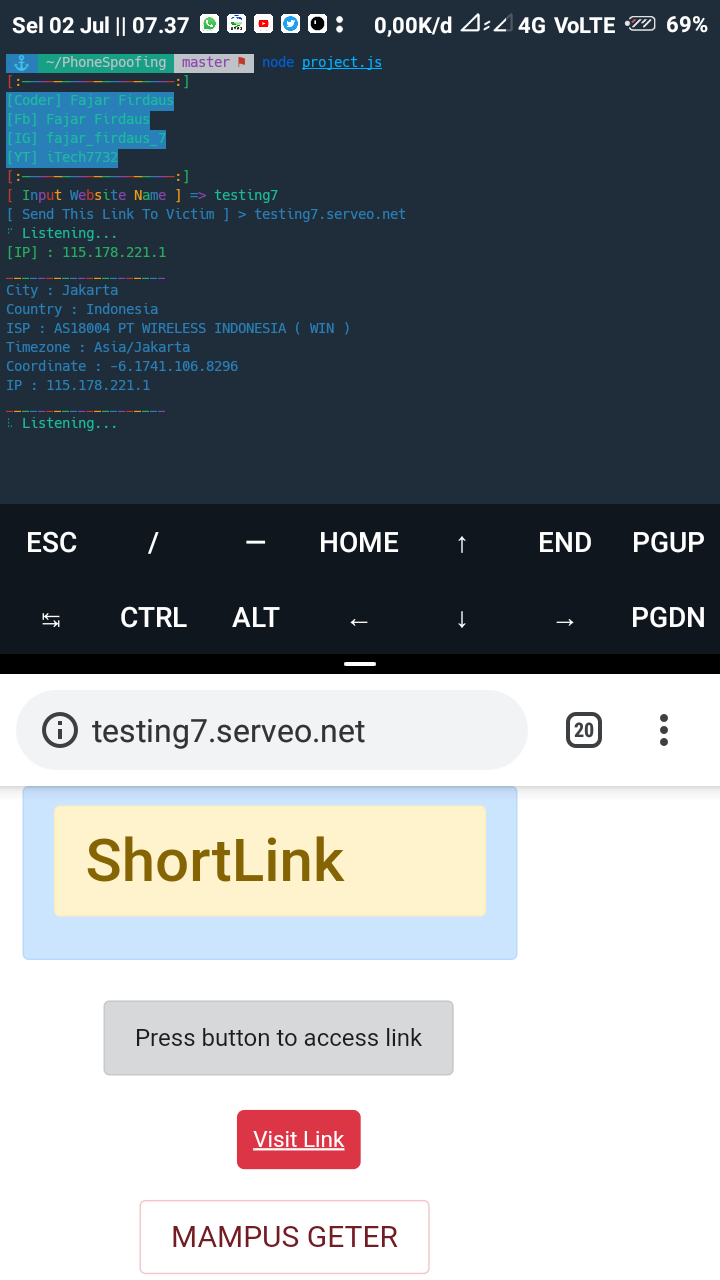 Sel 02 Jul || 07.37 0,00K/d 4G VoLTE 69%
~/PhoneSpoofing master node project.js
[:-----------------------:]
[Coder] Fajar Firdaus
[Fb] Fajar Firdaus
[IG] fajar_firdaus_7
[YT] iTech7732
[:-----------------------:]
[ Input Website Name ] => testing7
[ Send This Link To Victim ] > testing7.serveo.net
Listening...
[IP] : 115.178.221.1
____________________
City : Jakarta
Country : Indonesia
ISP : AS18004 PT WIRELESS INDONESIA ( WIN )
Timezone : Asia/Jakarta
Coordinate : -6.1741.106.8296
IP : 115.178.221.1
____________________
Listening...
ESC / — HOME ↑ END PGUP
↹ CTRL ALT ← ↓ → PGDN
testing7.serveo.net 20
ShortLink
Press button to access link
Visit Link
MAMPUS GETER